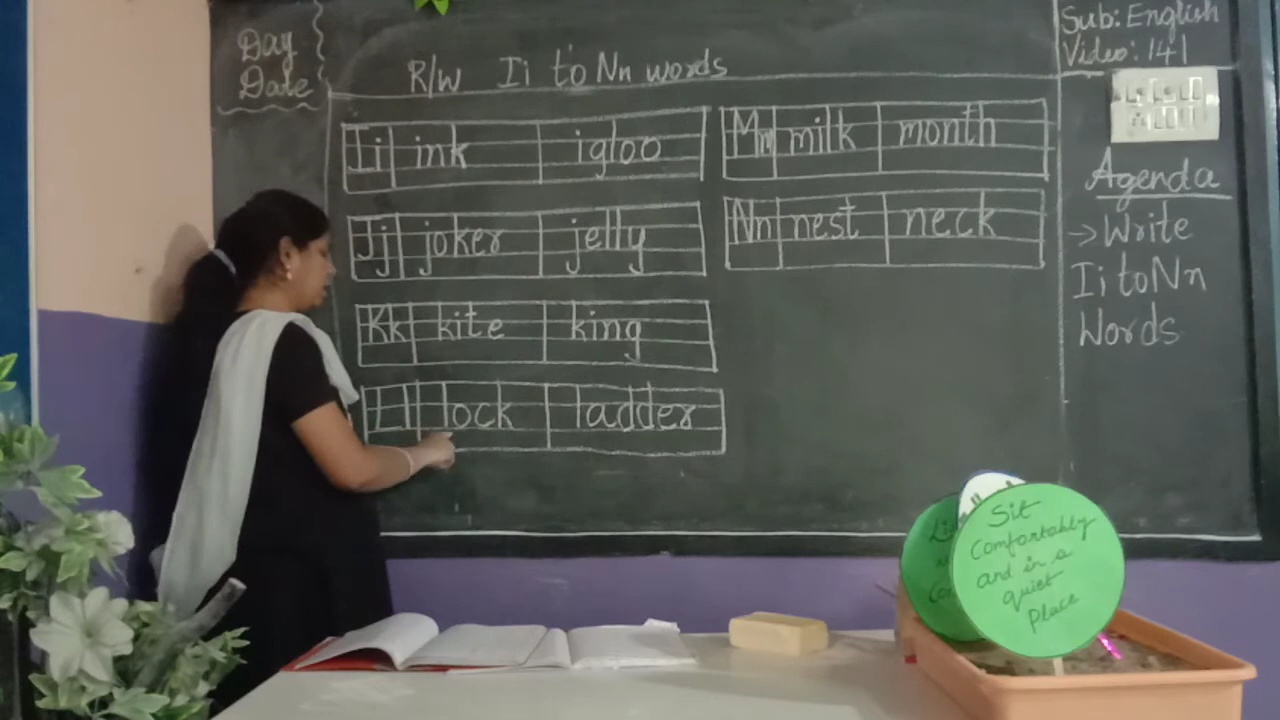 Day
Date
R/w Ii to Nn words
Ii ink igloo
Jj joker jelly
Kk kite king
Ll lock ladder
Mm milk month
Nn nest neck
Sub: English
Video: 141
Agenda
→ Write
Ii to Nn
Words
Sit
Comfortably
and in a
quiet
Place